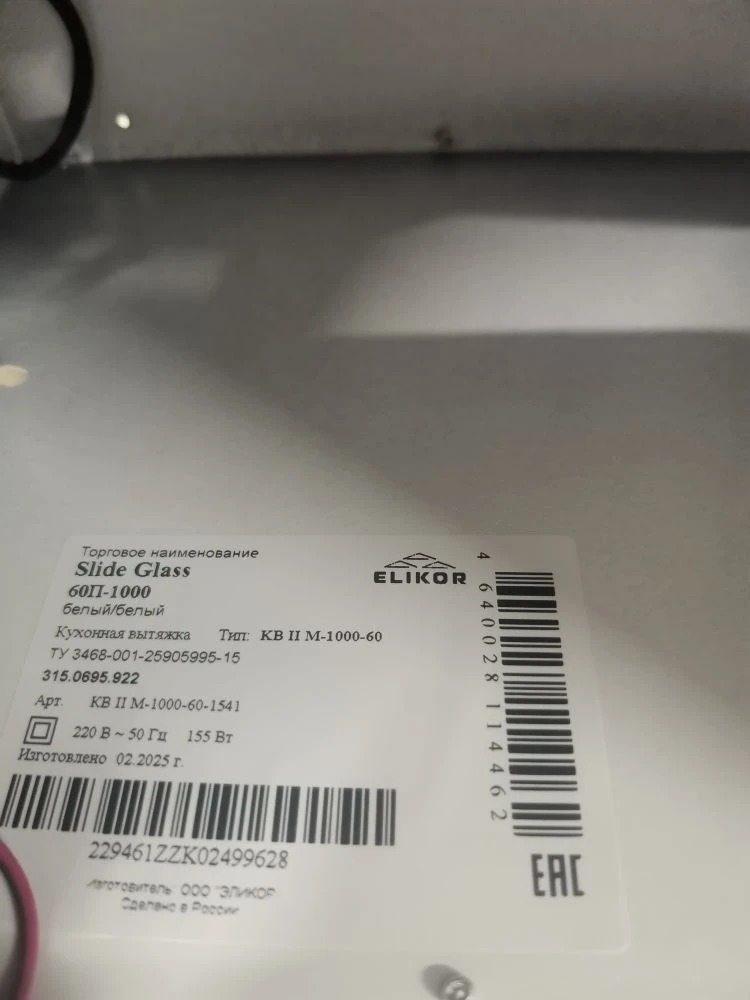 Торговое наименование
Slide Glass
60П-1000
белый/белый
ELIKOR
Кухонная вытяжка Тип: КВ II М-1000-60
ТУ 3468-001-25905995-15
315.0695.922
Арт. КВ II М-1000-60-1541
220 В ~ 50 Гц 155 Вт
Изготовлено 02.2025 г.
229461ZZK02499628
Изготовитель: ООО "ЭЛИКОР
Сделано в России
4 640028 114462
EAC